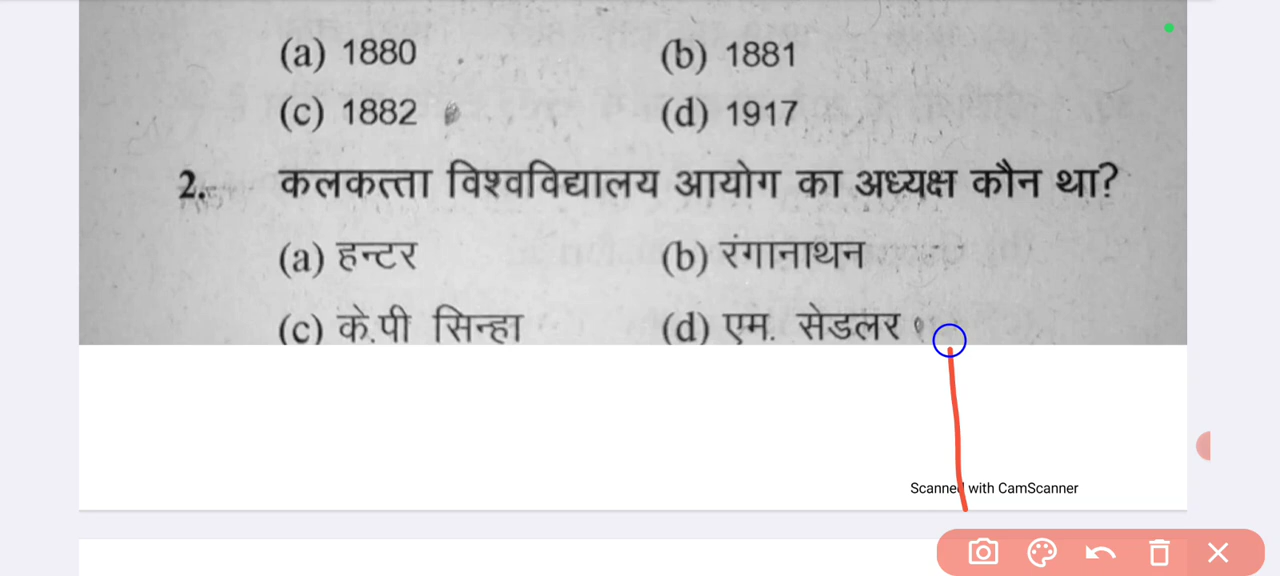 (a) 1880 (b) 1881
(c) 1882 (d) 1917
2. कलकत्ता विश्वविद्यालय आयोग का अध्यक्ष कौन था?
(a) हन्टर (b) रंगानाथन
(c) के.पी सिन्हा (d) एम. सेडलर
Scanned with CamScanner